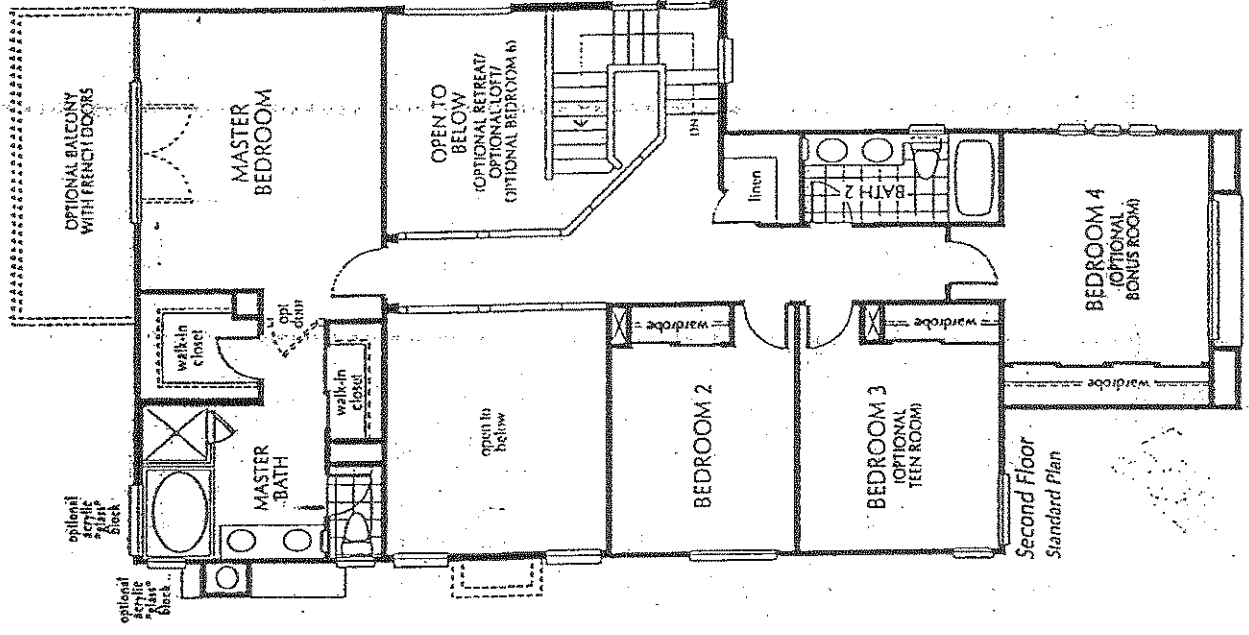 OPTIONAL BALCONY
WITH FRENCH DOORS
MASTER
BEDROOM
OPEN TO
BELOW
(OPTIONAL RETREAT/
OPTIONAL LOFT/
OPTIONAL BEDROOM 6)
DN
linen
BATH 2
BEDROOM 4
(OPTIONAL
BONUS ROOM)
walk-in
closet
opt
door
walk-in
closet
wardrobe
wardrobe
wardrobe
optional
acrylic
"glass"
block
optional
acrylic
"glass"
block
MASTER
BATH
open to
below
BEDROOM 2
BEDROOM 3
(OPTIONAL
TEEN ROOM)
Second Floor
Standard Plan